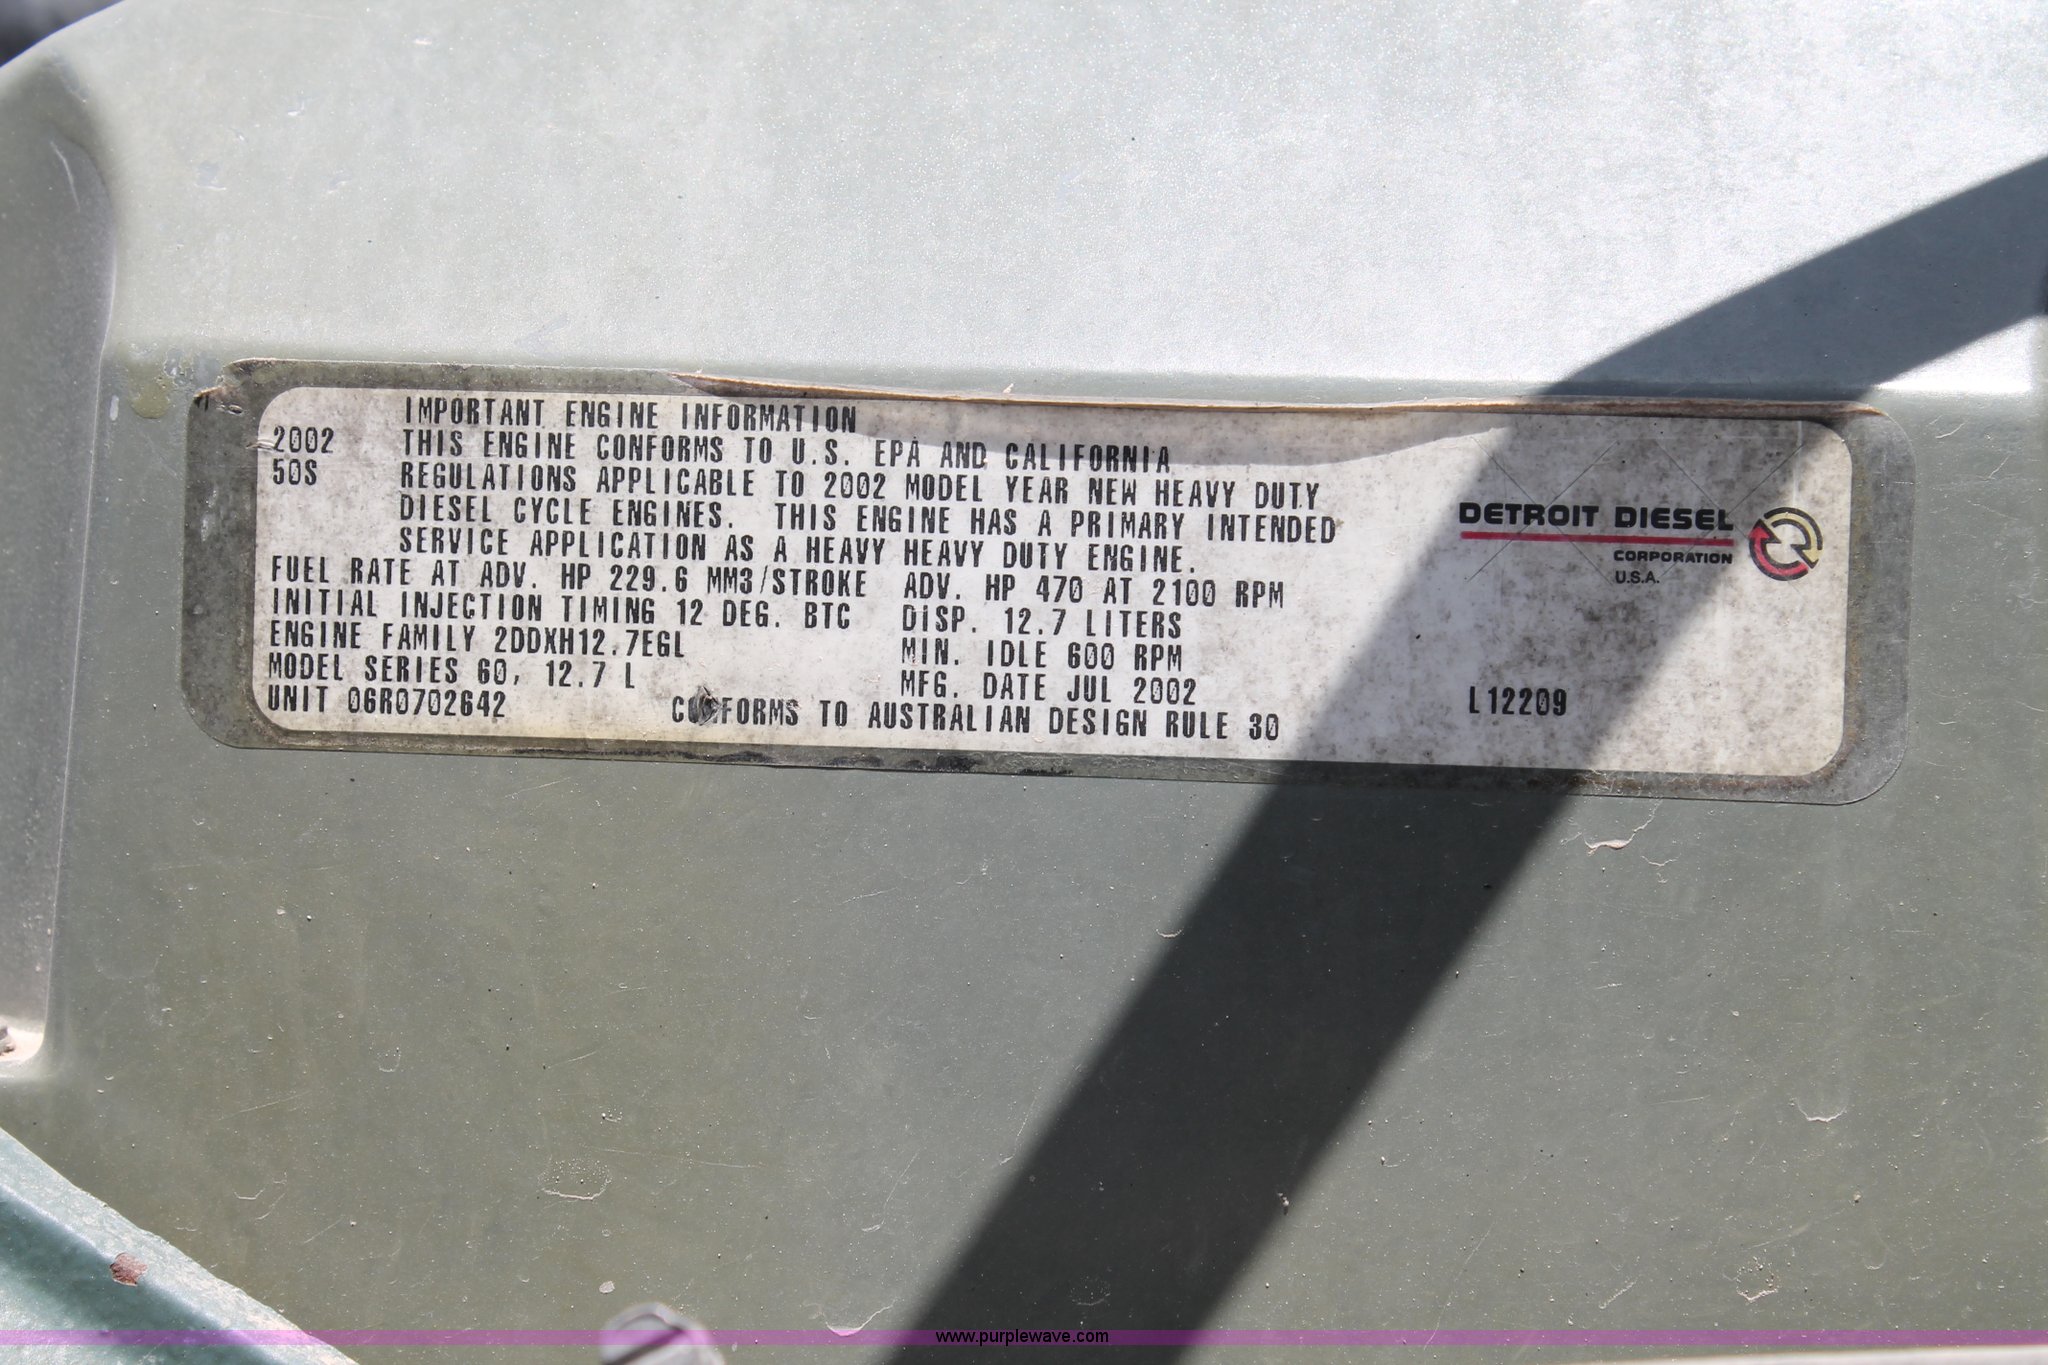 IMPORTANT ENGINE INFORMATION
2002 THIS ENGINE CONFORMS TO U.S. EPA AND CALIFORNIA
50S REGULATIONS APPLICABLE TO 2002 MODEL YEAR NEW HEAVY DUTY
DIESEL CYCLE ENGINES. THIS ENGINE HAS A PRIMARY INTENDED
SERVICE APPLICATION AS A HEAVY HEAVY DUTY ENGINE.
FUEL RATE AT ADV. HP 229.6 MM3/STROKE ADV. HP 470 AT 2100 RPM
INITIAL INJECTION TIMING 12 DEG. BTC DISP. 12.7 LITERS
ENGINE FAMILY 2DDXH12.7EGL MIN. IDLE 600 RPM
MODEL SERIES 60, 12.7 L MFG. DATE JUL 2002
UNIT 06R0702642 CONFORMS TO AUSTRALIAN DESIGN RULE 30
DETROIT DIESEL
CORPORATION
U.S.A.
L12209
www.purplewave.com